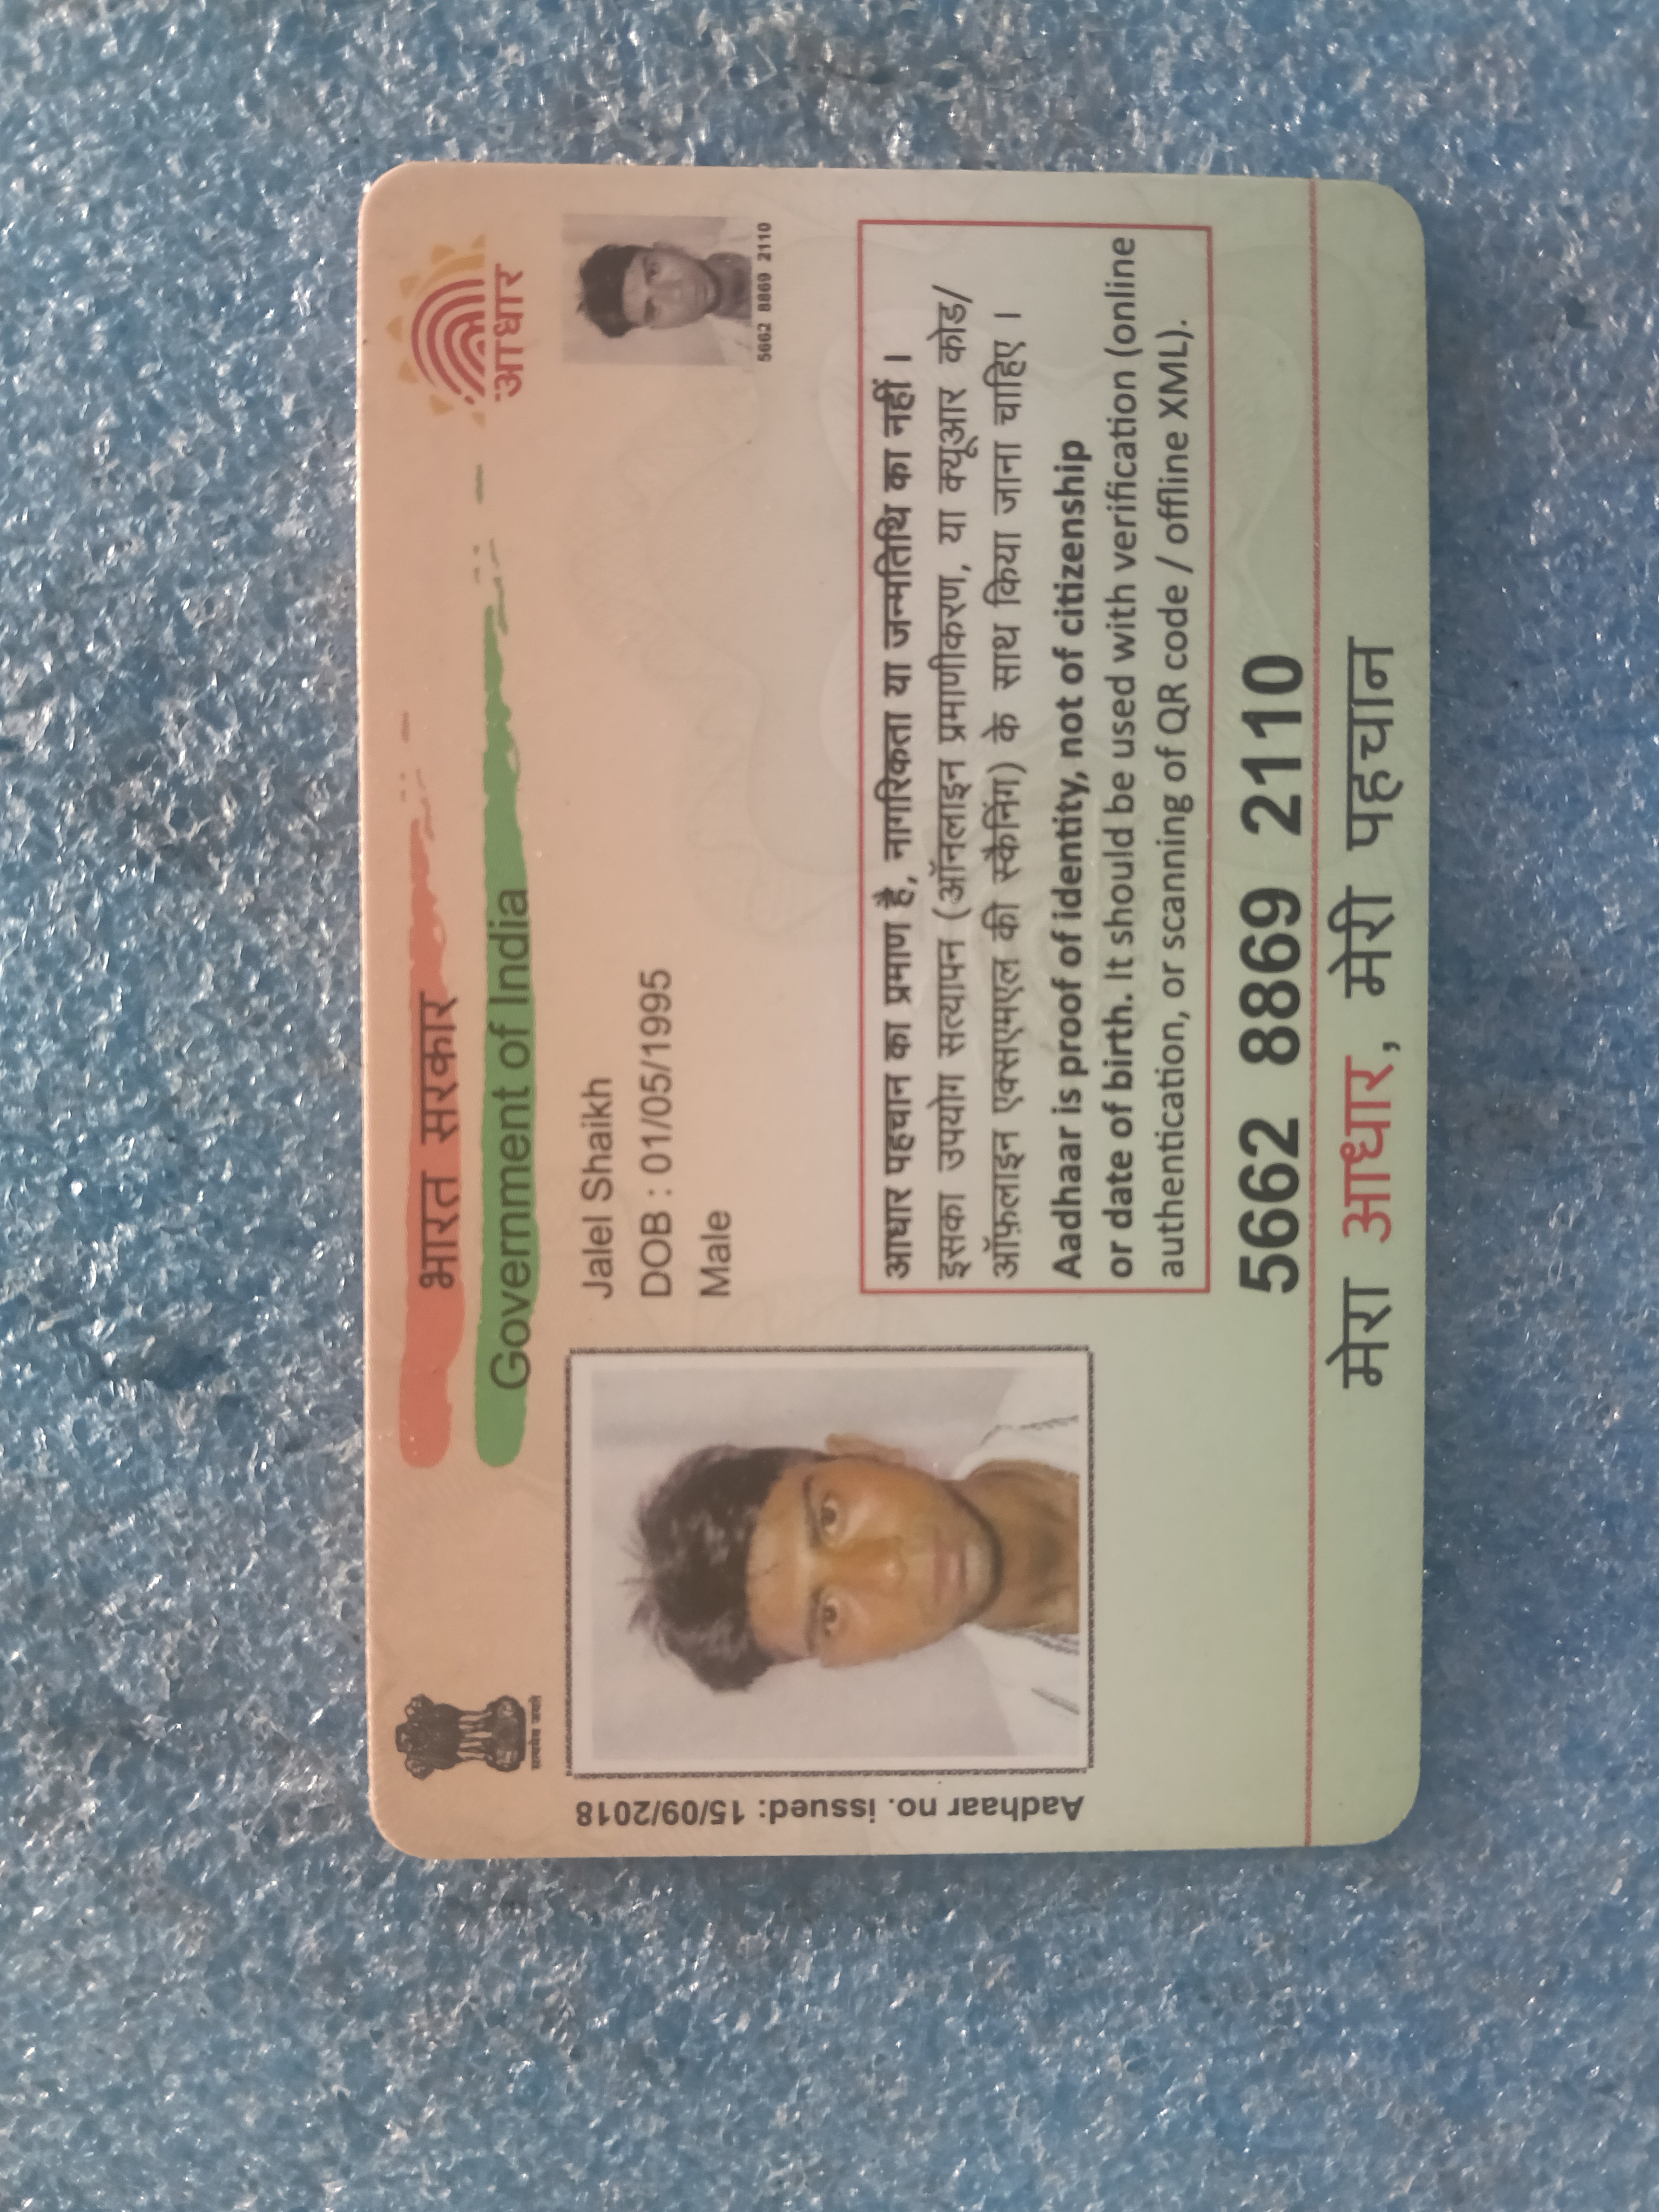 भारत सरकार
Government of India
आधार
सत्यमेव जयते
Aadhaar no. issued: 15/09/2018
Jalel Shaikh
DOB : 01/05/1995
Male
5662 8869 2110
आधार पहचान का प्रमाण है, नागरिकता या जन्मतिथि का नहीं ।
इसका उपयोग सत्यापन (ऑनलाइन प्रमाणीकरण, या क्यूआर कोड/
ऑफ़लाइन एक्सएमएल की स्कैनिंग) के साथ किया जाना चाहिए ।
Aadhaar is proof of identity, not of citizenship
or date of birth. It should be used with verification (online
authentication, or scanning of QR code / offline XML).
5662 8869 2110
मेरा आधार, मेरी पहचान